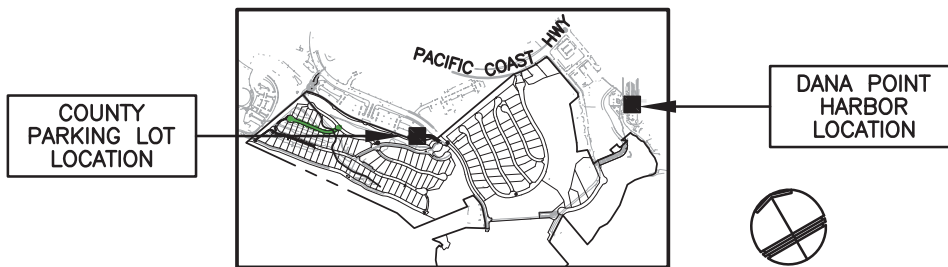 PACIFIC COAST HWY
COUNTY
PARKING LOT
LOCATION
DANA POINT
HARBOR
LOCATION